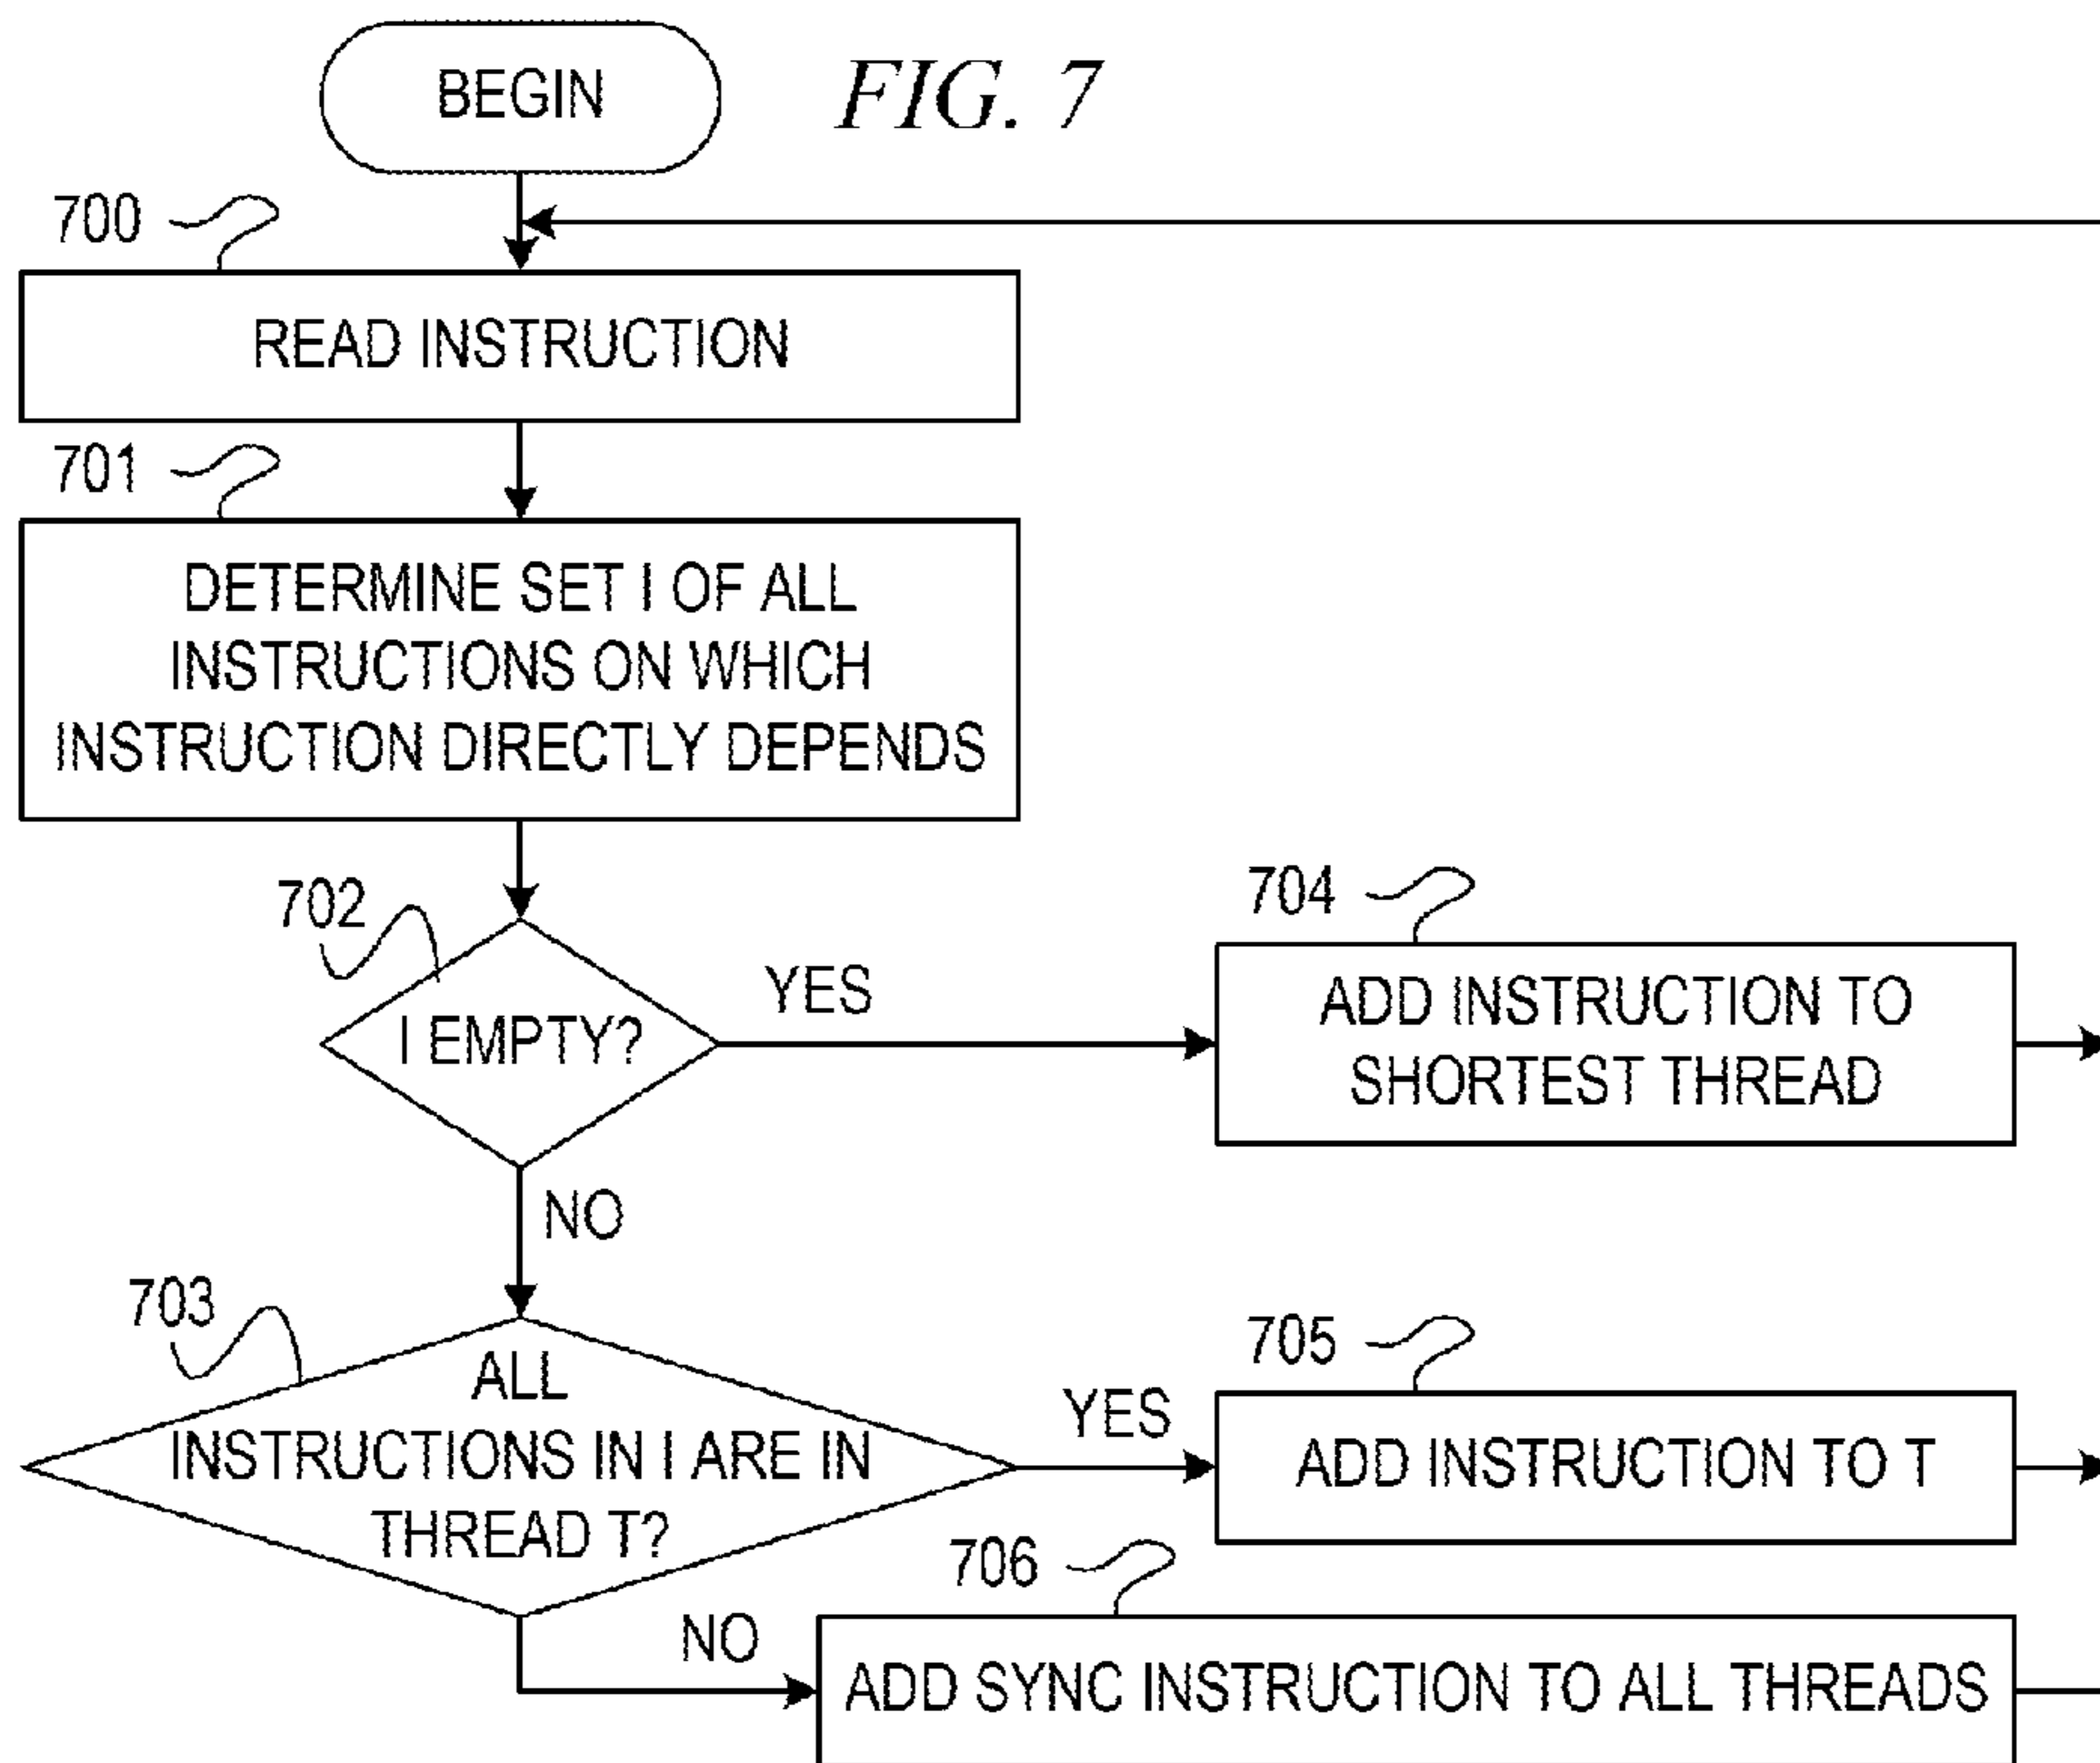 BEGIN
FIG. 7
700
READ INSTRUCTION
701
DETERMINE SET I OF ALL
INSTRUCTIONS ON WHICH
INSTRUCTION DIRECTLY DEPENDS
702
I EMPTY?
YES
704
ADD INSTRUCTION TO
SHORTEST THREAD
NO
703
ALL
INSTRUCTIONS IN I ARE IN
THREAD T?
YES
705
ADD INSTRUCTION TO T
NO
706
ADD SYNC INSTRUCTION TO ALL THREADS